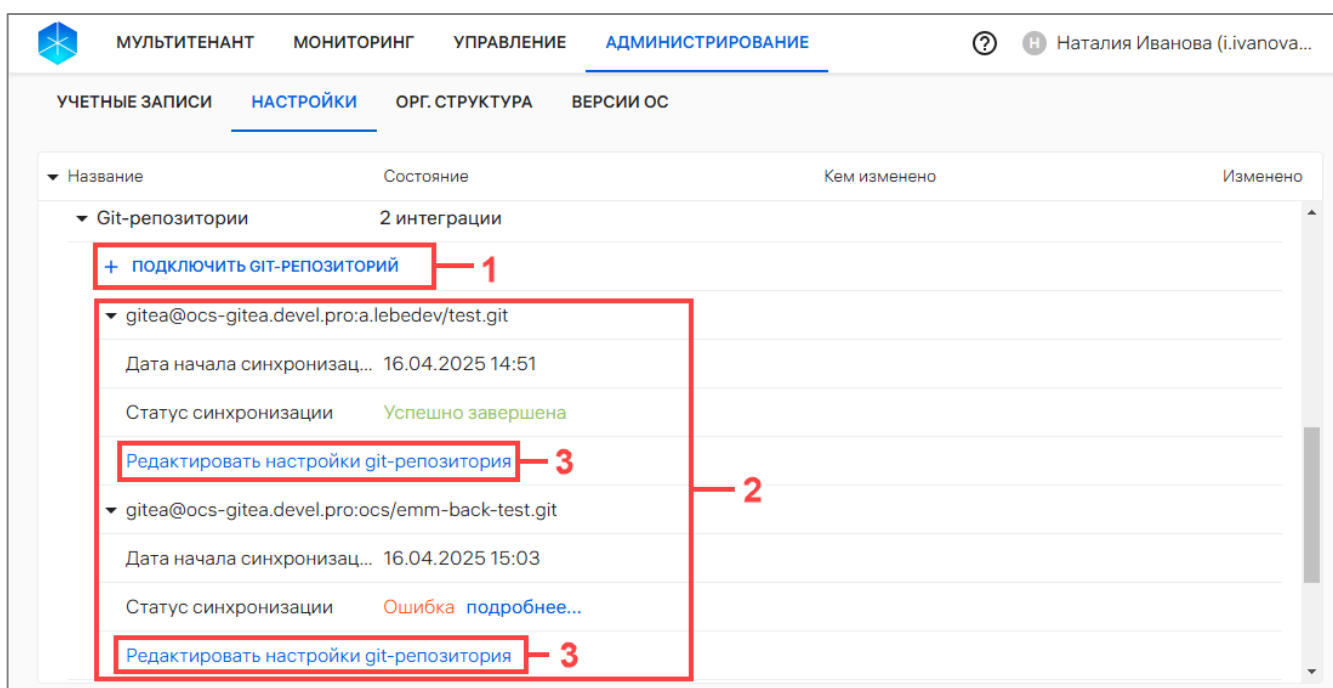 МУЛЬТИТЕНАНТ МОНИТОРИНГ УПРАВЛЕНИЕ АДМИНИСТРИРОВАНИЕ ? Н Наталия Иванова (i.ivanova...
УЧЕТНЫЕ ЗАПИСИ НАСТРОЙКИ ОРГ. СТРУКТУРА ВЕРСИИ ОС
Название Состояние Кем изменено Изменено
Git-репозитории 2 интеграции
+ ПОДКЛЮЧИТЬ GIT-РЕПОЗИТОРИЙ 1
gitea@ocs-gitea.devel.pro:a.lebedev/test.git
Дата начала синхронизац... 16.04.2025 14:51
Статус синхронизации Успешно завершена
Редактировать настройки git-репозитория 3
2
gitea@ocs-gitea.devel.pro:ocs/emm-back-test.git
Дата начала синхронизац... 16.04.2025 15:03
Статус синхронизации Ошибка подробнее...
Редактировать настройки git-репозитория 3